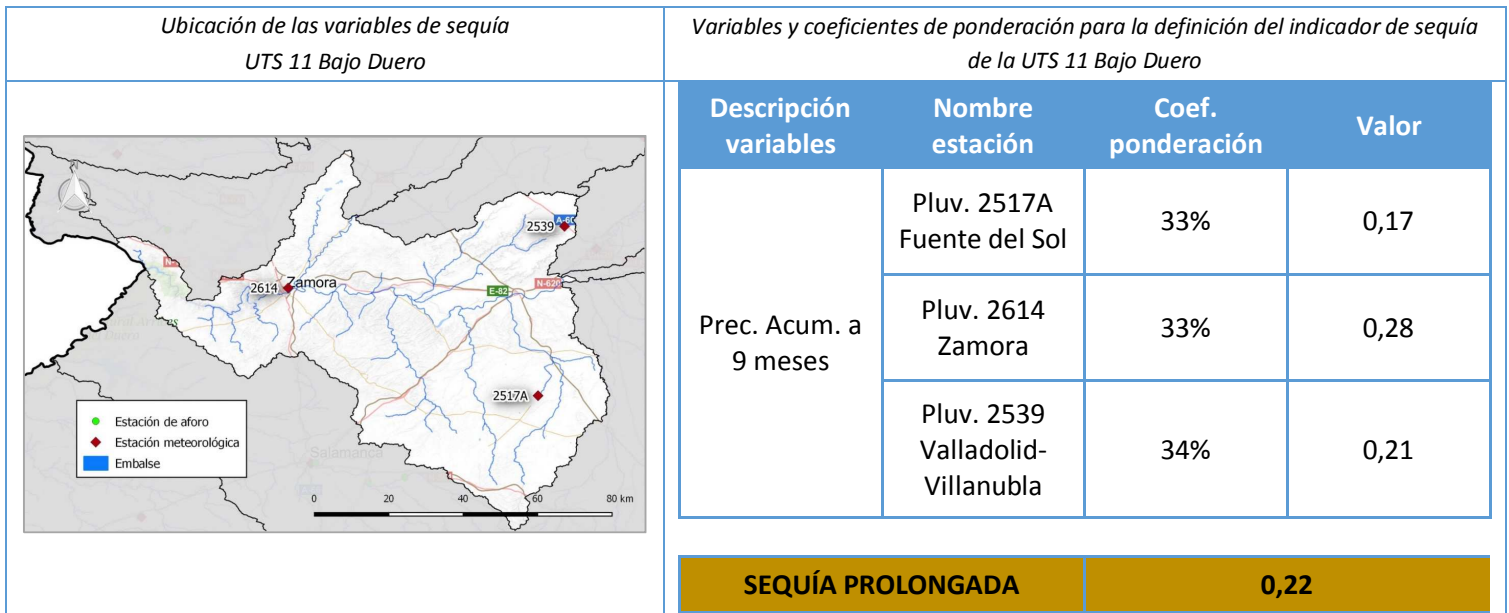 Ubicación de las variables de sequía
UTS 11 Bajo Duero
Variables y coeficientes de ponderación para la definición del indicador de sequía
de la UTS 11 Bajo Duero
2539
A-60
2614
Zamora
E-82
N-620
2517A
Estación de aforo
Estación meteorológica
Embalse
Salamanca
0 20 40 60 80 km
Descripción variables
Nombre estación
Coef. ponderación
Valor
Prec. Acum. a
9 meses
Pluv. 2517A
Fuente del Sol
33%
0,17
Pluv. 2614
Zamora
33%
0,28
Pluv. 2539
Valladolid-
Villanubla
34%
0,21
SEQUÍA PROLONGADA 0,22